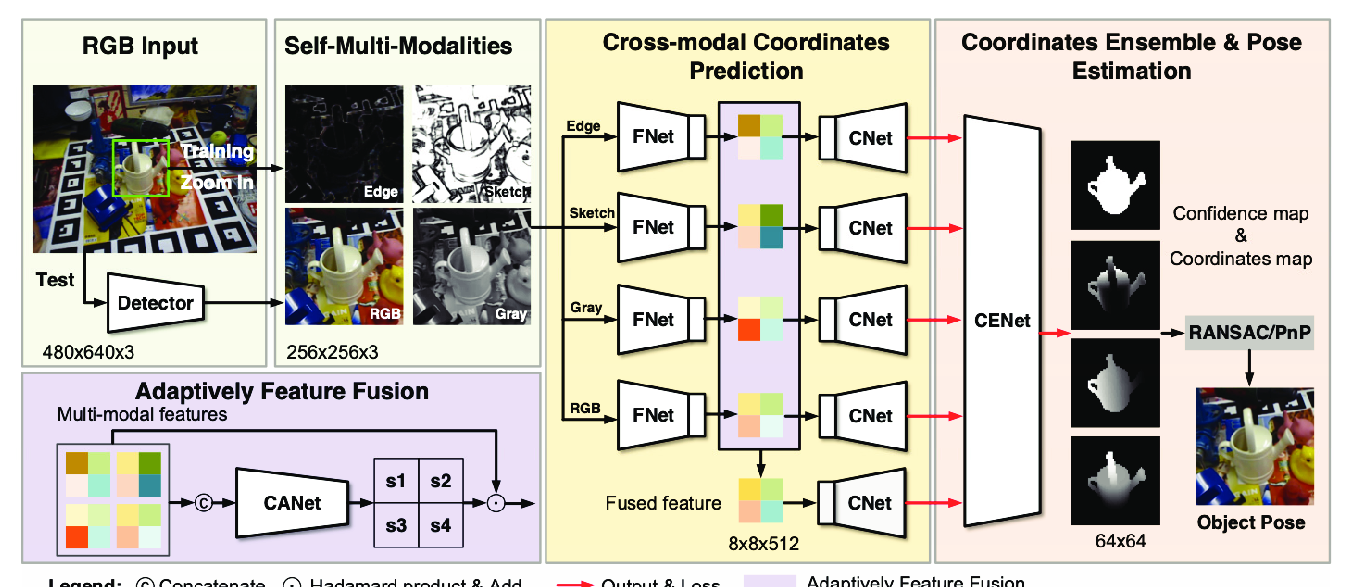 RGB Input
Training
Zoom in
Test
Detector
480x640x3
Self-Multi-Modalities
Edge
Sketch
RGB
Gray
256x256x3
Adaptively Feature Fusion
Multi-modal features
C
CANet
s1 s2
s3 s4
Cross-modal Coordinates
Prediction
Edge
FNet
CNet
Sketch
FNet
CNet
Gray
FNet
CNet
RGB
FNet
CNet
Fused feature
CNet
8x8x512
Coordinates Ensemble & Pose
Estimation
CENet
Confidence map
&
Coordinates map
RANSAC/PnP
Object Pose
64x64
Legend: C Concatenate Hadamard product & Add Output & Loss Adaptively Feature Fusion